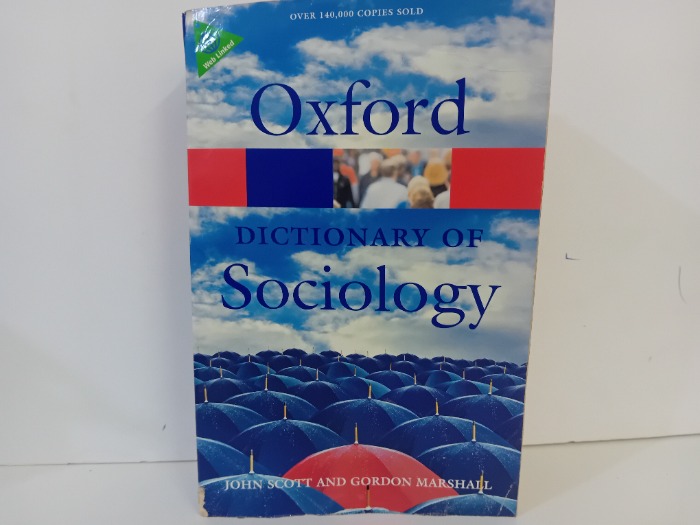 OVER 140,000 COPIES SOLD
Web Linked
Oxford
DICTIONARY OF
Sociology
JOHN SCOTT AND GORDON MARSHALL